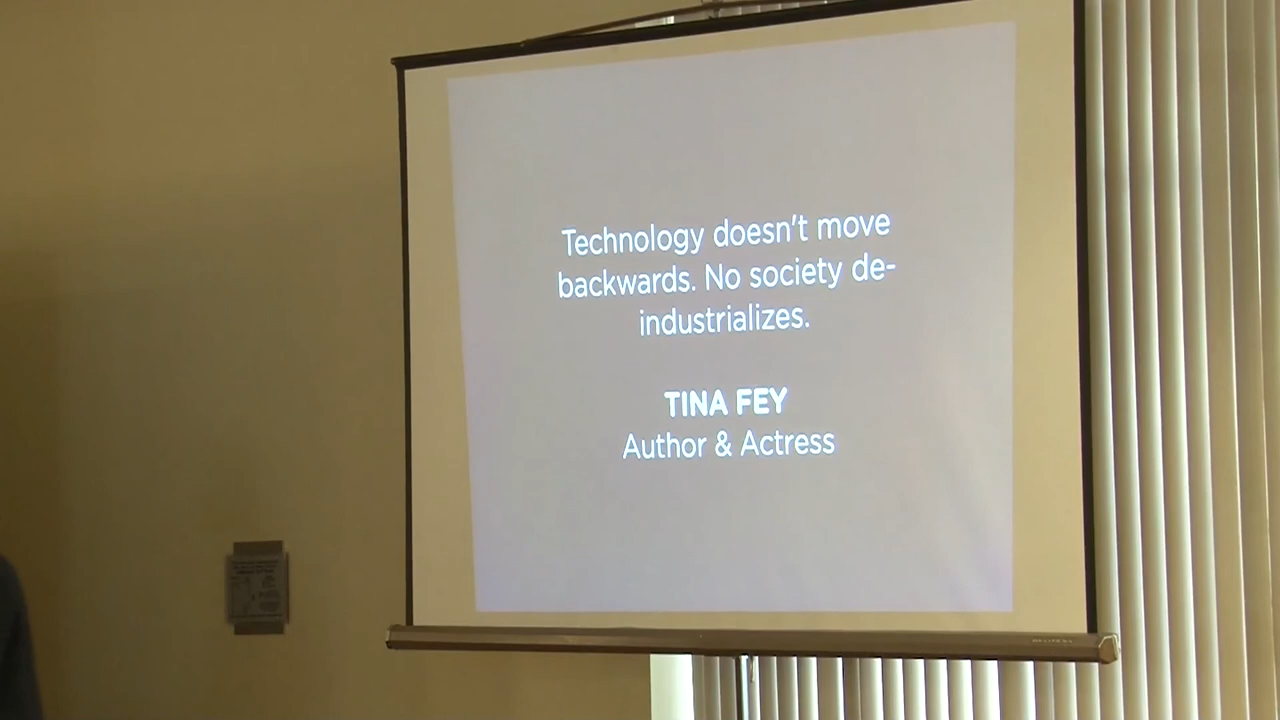 Technology doesn't move
backwards. No society de-
industrializes.
TINA FEY
Author & Actress